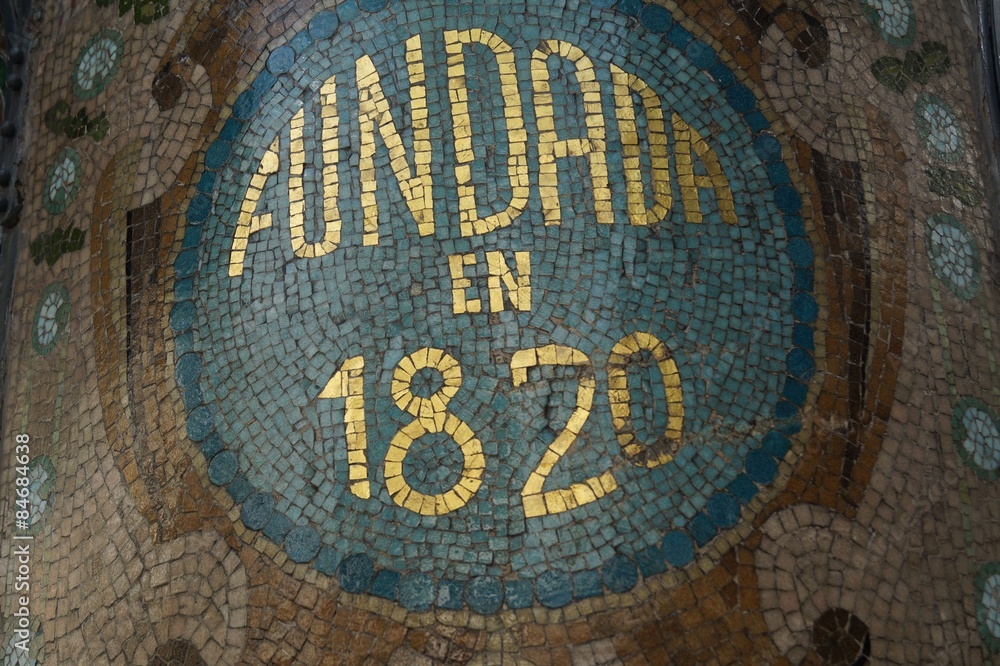 FUNDADA
EN
1820
Adobe Stock | #84684638